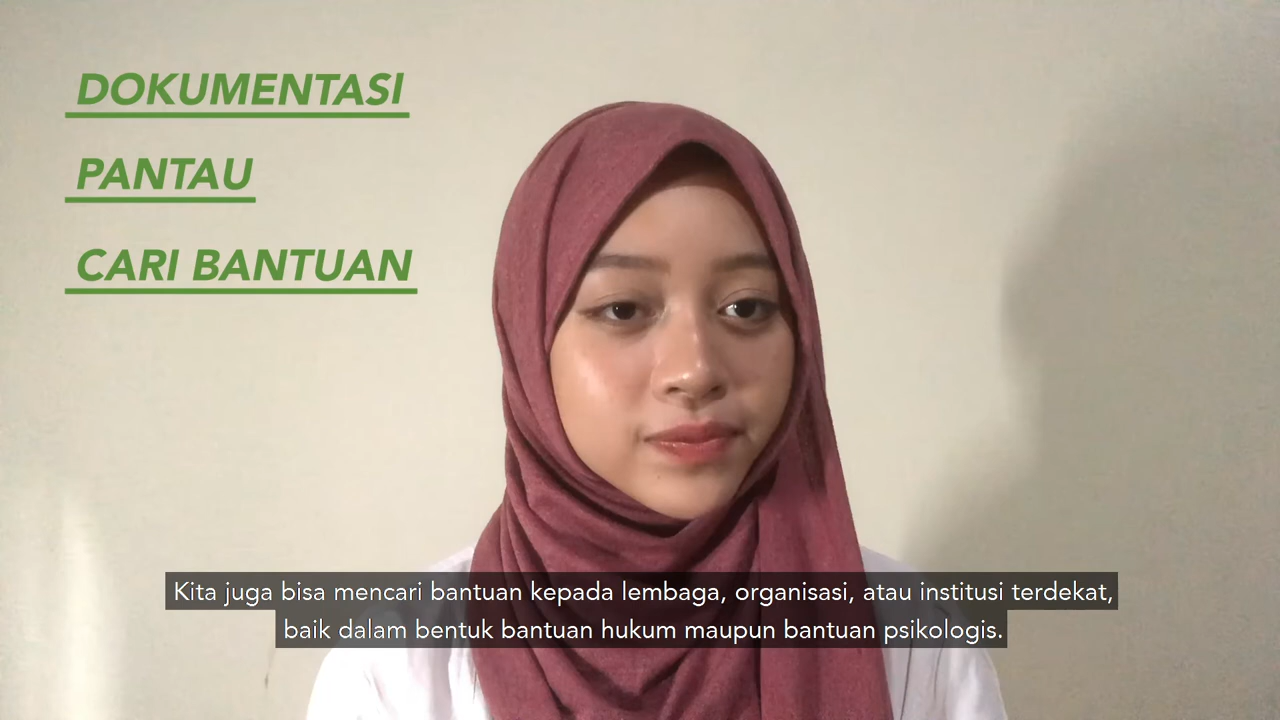 DOKUMENTASI
PANTAU
CARI BANTUAN
Kita juga bisa mencari bantuan kepada lembaga, organisasi, atau institusi terdekat,
baik dalam bentuk bantuan hukum maupun bantuan psikologis.